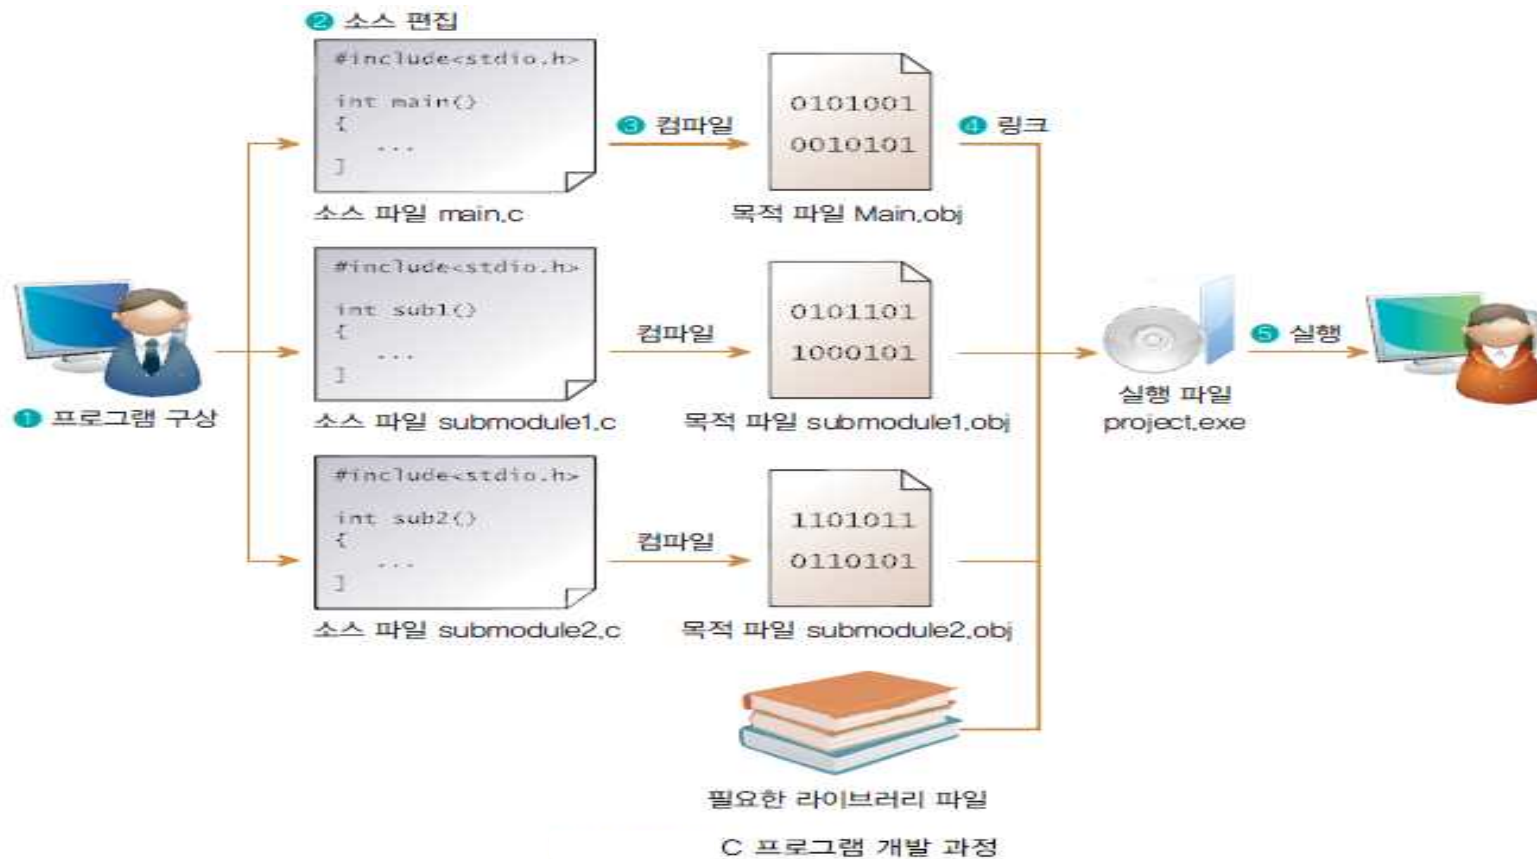 ② 소스 편집
#include<stdio.h>
int main()
{
...
]
소스 파일 main.c
③ 컴파일
0101001
0010101
목적 파일 Main.obj
④ 링크
#include<stdio.h>
int sub1()
{
...
]
소스 파일 submodule1.c
컴파일
0101101
1000101
목적 파일 submodule1.obj
① 프로그램 구상
실행 파일
project.exe
⑤ 실행
#include<stdio.h>
int sub2()
{
...
]
소스 파일 submodule2.c
컴파일
1101011
0110101
목적 파일 submodule2.obj
필요한 라이브러리 파일
C 프로그램 개발 과정